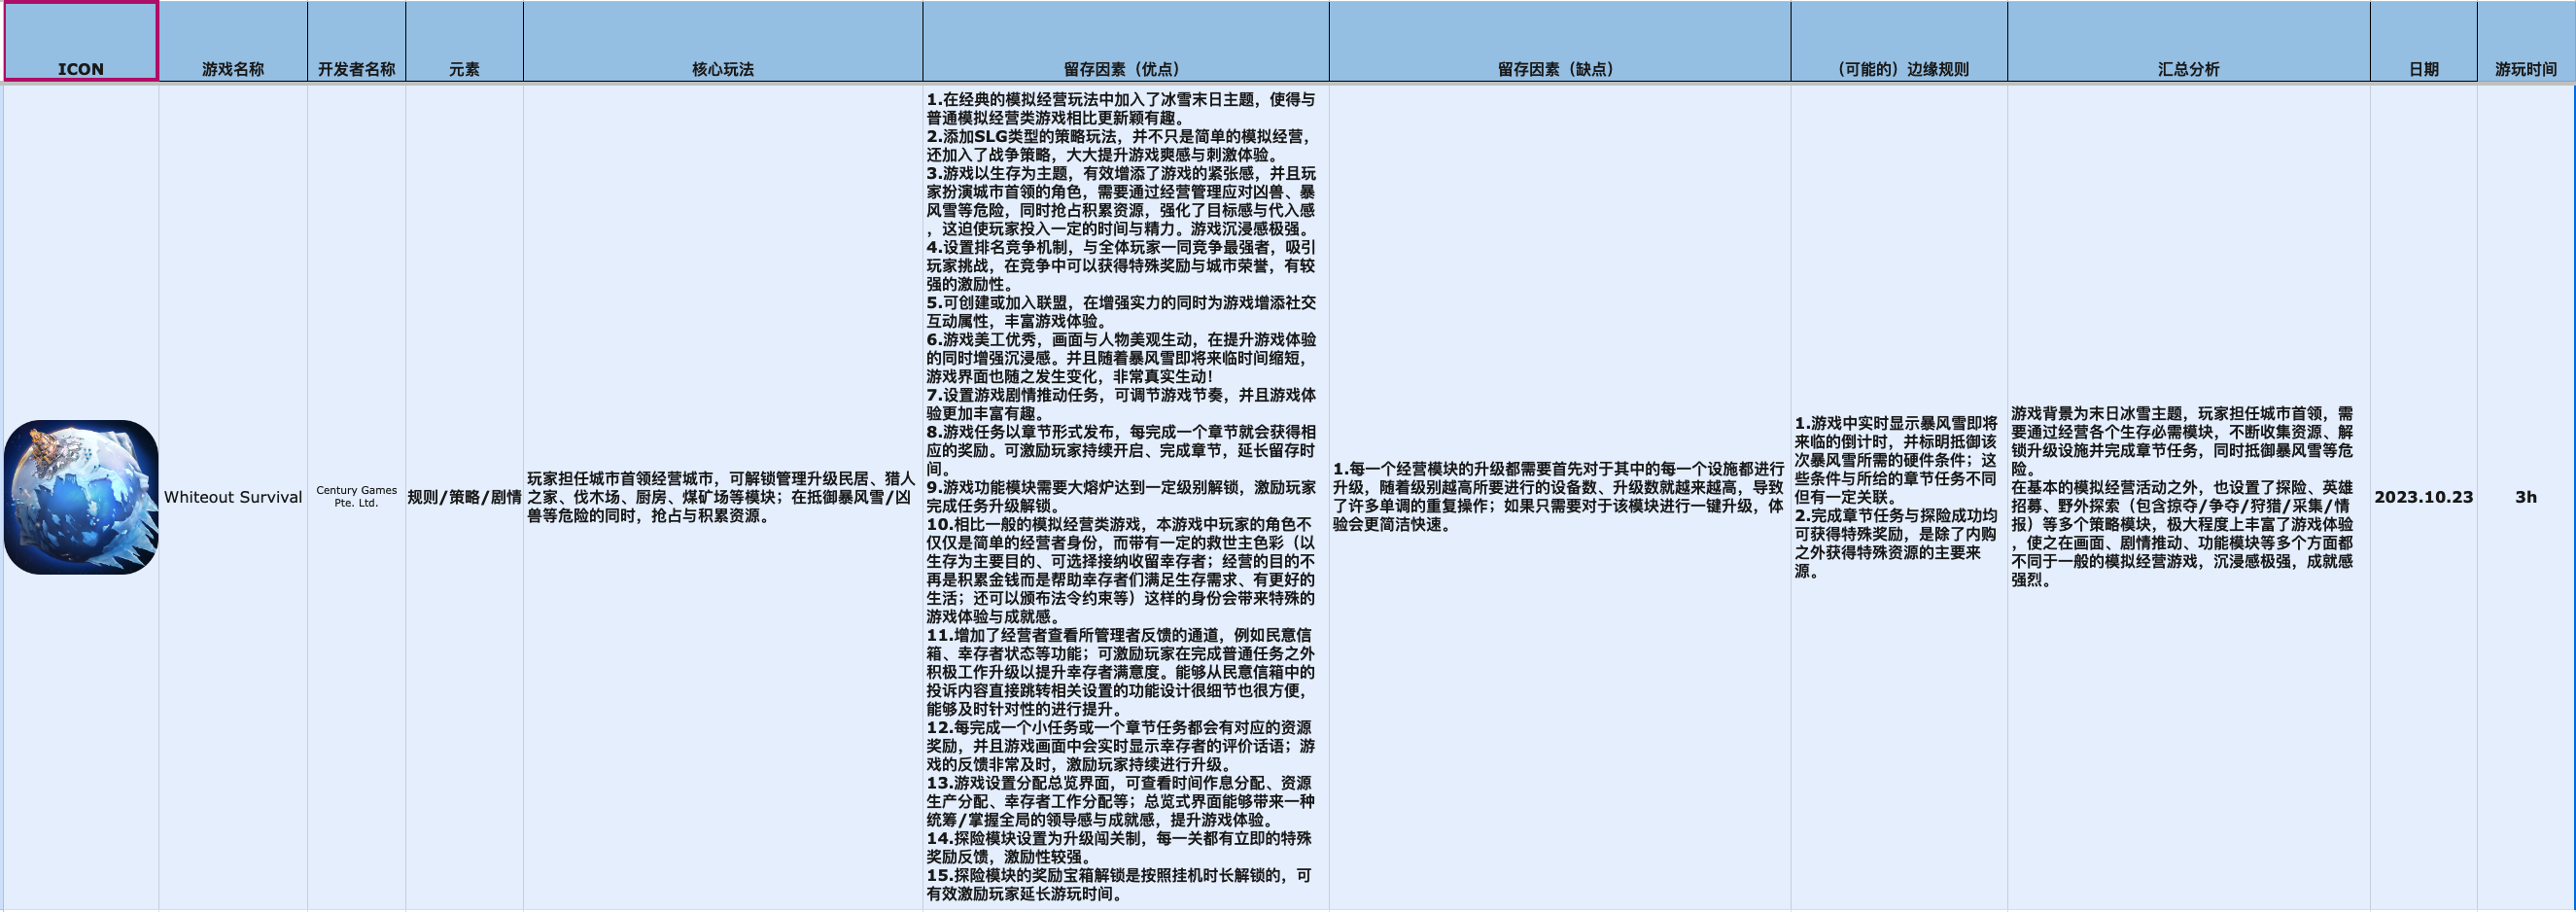 ICON
游戏名称
开发者名称
元素
核心玩法
留存因素（优点）
留存因素（缺点）
（可能的）边缘规则
汇总分析
日期
游玩时间
Whiteout Survival
Century Games
Pte. Ltd.
规则/策略/剧情
玩家担任城市首领经营城市，可解锁管理升级民居、猎人
之家、伐木场、厨房、煤矿场等模块；在抵御暴风雪/凶
兽等危险的同时，抢占与积累资源。
1.在经典的模拟经营玩法中加入了冰雪末日主题，使得与
普通模拟经营类游戏相比更新颖有趣。
2.添加SLG类型的策略玩法，并不只是简单的模拟经营，
还加入了战争策略，大大提升游戏爽感与刺激体验。
3.游戏以生存为主题，有效增添了游戏的紧张感，并且玩
家扮演城市首领的角色，需要通过经营管理应对凶兽、暴
风雪等危险，同时抢占积累资源，强化了目标感与代入感
，这迫使玩家投入一定的时间与精力。游戏沉浸感极强。
4.设置排名竞争机制，与全体玩家一同竞争最强者，吸引
玩家挑战，在竞争中可以获得特殊奖励与城市荣誉，有较
强的激励性。
5.可创建或加入联盟，在增强实力的同时为游戏增添社交
互动属性，丰富游戏体验。
6.游戏美工优秀，画面与人物美观生动，在提升游戏体验
的同时增强沉浸感。并且随着暴风雪即将来临时间缩短，
游戏界面也随之发生变化，非常真实生动！
7.设置游戏剧情推动任务，可调节游戏节奏，并且游戏体
验更加丰富有趣。
8.游戏任务以章节形式发布，每完成一个章节就会获得相
应的奖励。可激励玩家持续开启、完成章节，延长留存时
间。
9.游戏功能模块需要大熔炉达到一定级别解锁，激励玩家
完成任务升级解锁。
10.相比一般的模拟经营类游戏，本游戏中玩家的角色不
仅仅是简单的经营者身份，而带有一定的救世主色彩（以
生存为主要目的、可选择接纳收留幸存者；经营的目的不
再是积累金钱而是帮助幸存者们满足生存需求、有更好的
生活；还可以颁布法令约束等）这样的身份会带来特殊的
游戏体验与成就感。
11.增加了经营者查看所管理者反馈的通道，例如民意信
箱、幸存者状态等功能；可激励玩家在完成普通任务之外
积极工作升级以提升幸存者满意度。能够从民意信箱中的
投诉内容直接跳转相关设置的功能设计很细节也很方便，
能够及时针对性的进行提升。
12.每完成一个小任务或一个章节任务都会有对应的资源
奖励，并且游戏画面中会实时显示幸存者的评价话语；游
戏的反馈非常及时，激励玩家持续进行升级。
13.游戏设置分配总览界面，可查看时间作息分配、资源
生产分配、幸存者工作分配等；总览式界面能够带来一种
统筹/掌握全局的领导感与成就感，提升游戏体验。
14.探险模块设置为升级闯关制，每一关都有立即的特殊
奖励反馈，激励性较强。
15.探险模块的奖励宝箱解锁是按照挂机时长解锁的，可
有效激励玩家延长游玩时间。
1.每一个经营模块的升级都需要首先对于其中的每一个设施都进行
升级，随着级别越高所要进行的设备数、升级数就越来越高，导致
了许多单调的重复操作；如果只需要对于该模块进行一键升级，体
验会更简洁快速。
1.游戏中实时显示暴风雪即将
来临的倒计时，并标明抵御该
次暴风雪所需的硬件条件；这
些条件与所给的章节任务不同
但有一定关联。
2.完成章节任务与探险成功均
可获得特殊奖励，是除了内购
之外获得特殊资源的主要来
源。
游戏背景为末日冰雪主题，玩家担任城市首领，需
要通过经营各个生存必需模块，不断收集资源、解
锁升级设施并完成章节任务，同时抵御暴风雪等危
险。
在基本的模拟经营活动之外，也设置了探险、英雄
招募、野外探索（包含掠夺/争夺/狩猎/采集/情
报）等多个策略模块，极大程度上丰富了游戏体验
，使之在画面、剧情推动、功能模块等多个方面都
不同于一般的模拟经营游戏，沉浸感极强，成就感
强烈。
2023.10.23
3h